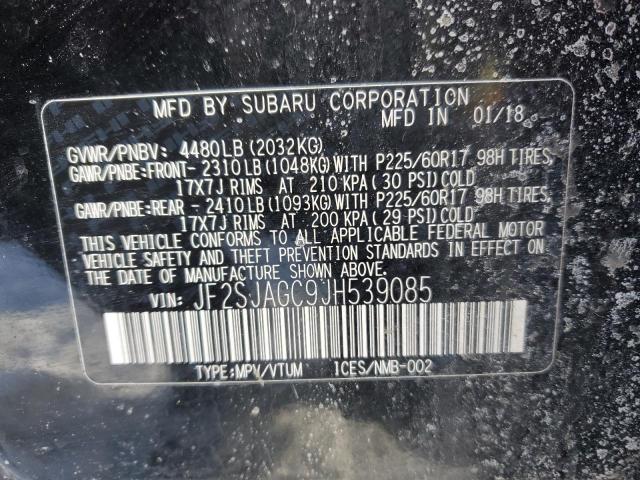 MFD BY SUBARU CORPORATION
MFD IN 01/18
GVWR/PNBV: 4480LB (2032KG)
GAWR/PNBE:FRONT- 2310 LB (1048KG) WITH P225/60R17 98H TIRES,
17X7J RIMS AT 210 KPA ( 30 PSI) COLD
GAWR/PNBE:REAR - 2410 LB (1093KG) WITH P225/60R17 98H TIRES,
17X7J RIMS AT 200 KPA ( 29 PSI) COLD
THIS VEHICLE CONFORMS TO ALL APPLICABLE FEDERAL MOTOR
VEHICLE SAFETY AND THEFT PREVENTION STANDARDS IN EFFECT ON
THE DATE OF MANUFACTURE SHOWN ABOVE.
VIN: JF2SJAGC9JH539085
TYPE:MPV/VTUM ICES/NMB-002